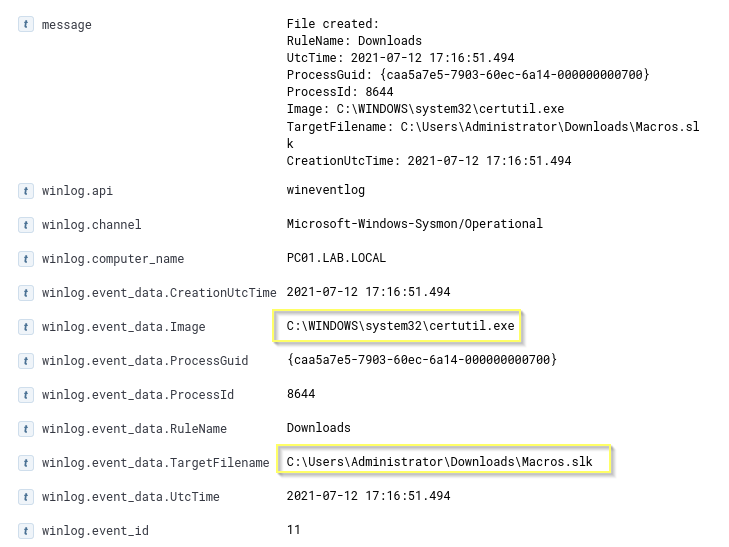 t message File created:
RuleName: Downloads
UtcTime: 2021-07-12 17:16:51.494
ProcessGuid: {caa5a7e5-7903-60ec-6a14-000000000700}
ProcessId: 8644
Image: C:\WINDOWS\system32\certutil.exe
TargetFilename: C:\Users\Administrator\Downloads\Macros.sl
k
CreationUtcTime: 2021-07-12 17:16:51.494
t winlog.api wineventlog
t winlog.channel Microsoft-Windows-Sysmon/Operational
t winlog.computer_name PC01.LAB.LOCAL
t winlog.event_data.CreationUtcTime 2021-07-12 17:16:51.494
t winlog.event_data.Image C:\WINDOWS\system32\certutil.exe
t winlog.event_data.ProcessGuid {caa5a7e5-7903-60ec-6a14-000000000700}
t winlog.event_data.ProcessId 8644
t winlog.event_data.RuleName Downloads
t winlog.event_data.TargetFilename C:\Users\Administrator\Downloads\Macros.slk
t winlog.event_data.UtcTime 2021-07-12 17:16:51.494
t winlog.event_id 11